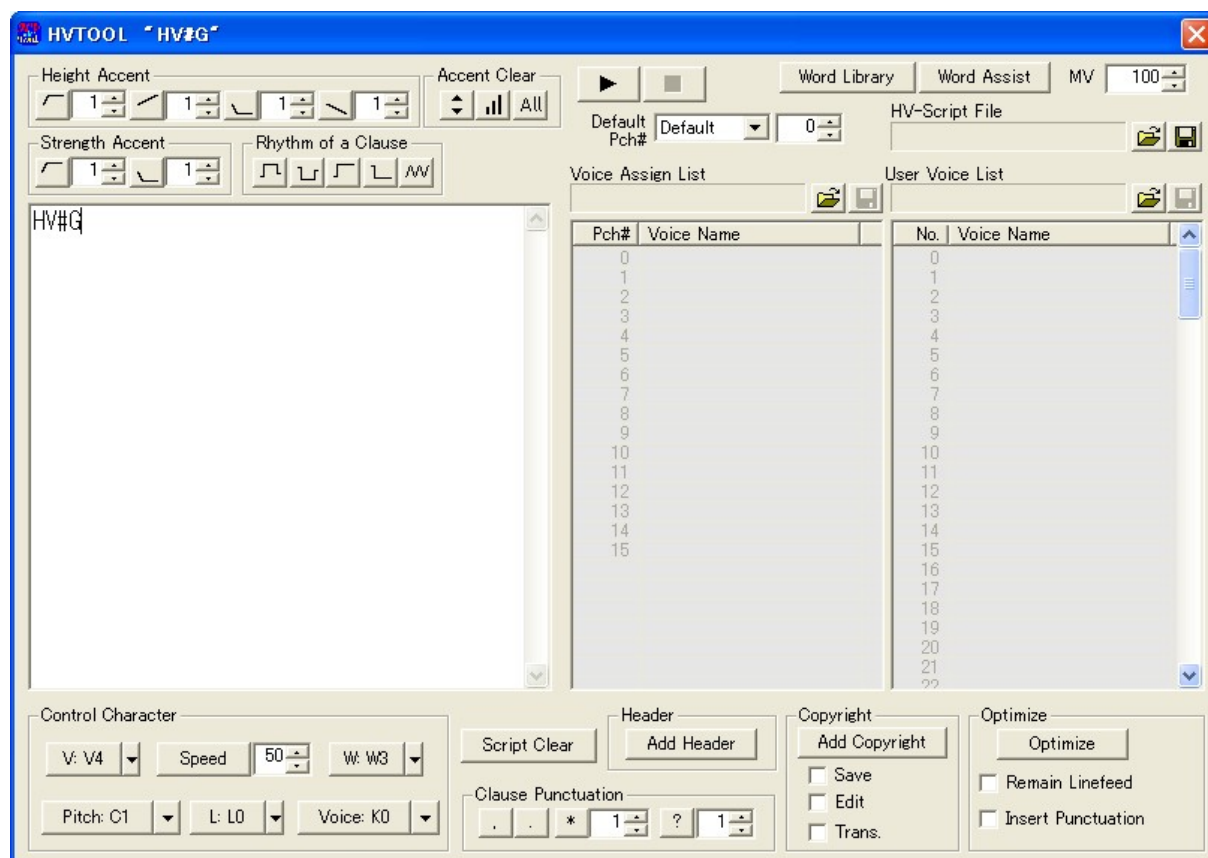 HVTOOL "HV#G"
Height Accent
1 1 1 1
Accent Clear
All
Word Library Word Assist MV 100
Default Pch# Default 0
HV-Script File
Strength Accent
1 1
Rhythm of a Clause
Voice Assign List
User Voice List
HV#G
Pch# Voice Name
0
1
2
3
4
5
6
7
8
9
10
11
12
13
14
15
No. Voice Name
0
1
2
3
4
5
6
7
8
9
10
11
12
13
14
15
16
17
18
19
20
21
22
Control Character
V: V4 Speed 50 W: W3
Pitch: C1 L: L0 Voice: K0
Script Clear
Header
Add Header
Clause Punctuation
, . * 1 ? 1
Copyright
Add Copyright
Save
Edit
Trans.
Optimize
Optimize
Remain Linefeed
Insert Punctuation